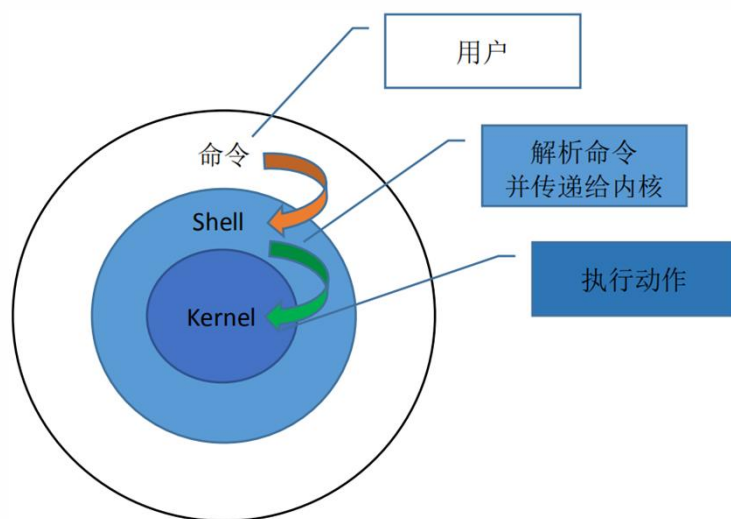 用户
命令
解析命令
并传递给内核
Shell
执行动作
Kernel